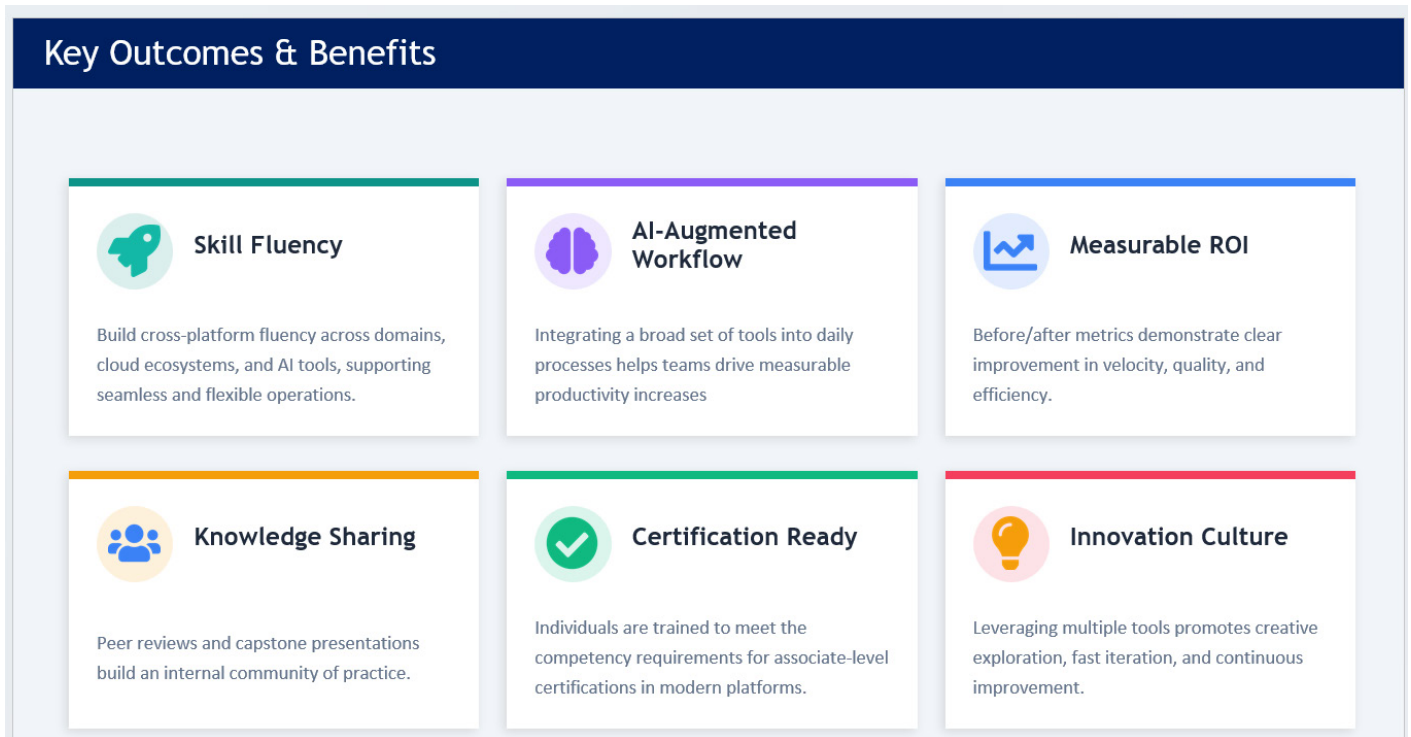 Key Outcomes & Benefits
Skill Fluency
Build cross-platform fluency across domains,
cloud ecosystems, and AI tools, supporting
seamless and flexible operations.
AI-Augmented
Workflow
Integrating a broad set of tools into daily
processes helps teams drive measurable
productivity increases
Measurable ROI
Before/after metrics demonstrate clear
improvement in velocity, quality, and
efficiency.
Knowledge Sharing
Peer reviews and capstone presentations
build an internal community of practice.
Certification Ready
Individuals are trained to meet the
competency requirements for associate-level
certifications in modern platforms.
Innovation Culture
Leveraging multiple tools promotes creative
exploration, fast iteration, and continuous
improvement.